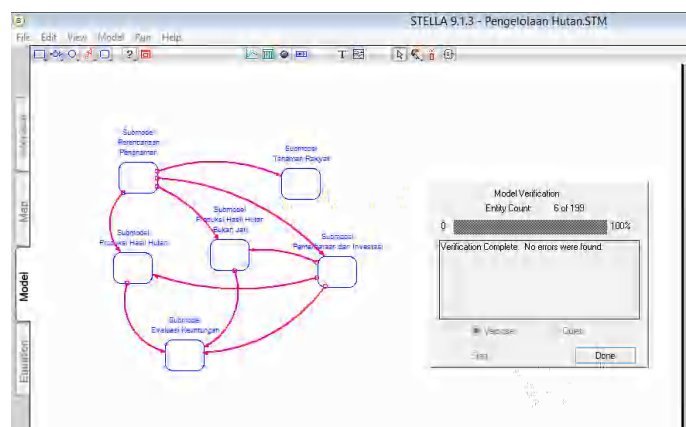 STELLA 9.1.3 - Pengelolaan Hutan.STM
File Edit View Model Run Help
Map
Model
Equation
Submodel
Perencanaan
Penanaman
Submodel
Tanaman Rakyat
Submodel
Produksi Hasil Hutan
Submodel
Produksi Hasil Hutan
Bukan Jati
Submodel
Pemeliharaan dan Investasi
Submodel
Evaluasi Keuntungan
Model Verification
Entity Count: 6 of 199
0 100%
Verification Complete. No errors were found.
Verbose Quiet
Done